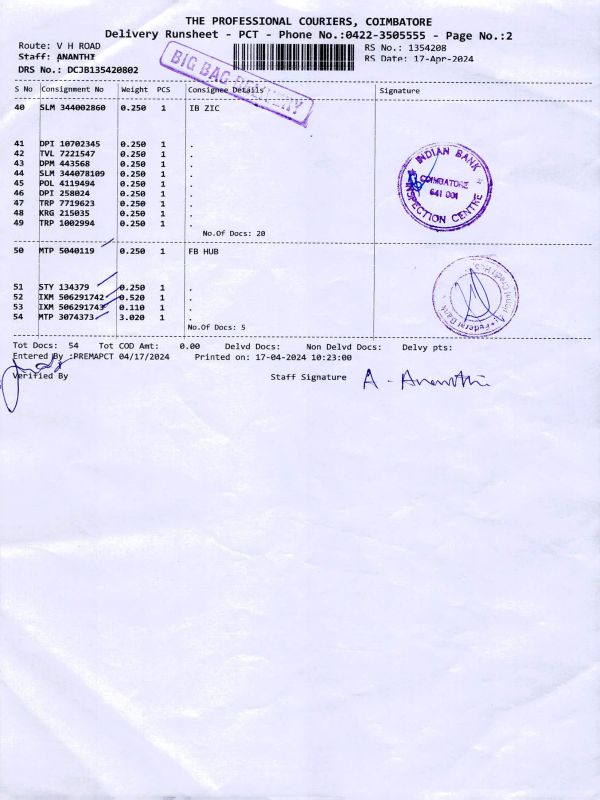 THE PROFESSIONAL COURIERS, COIMBATORE
Delivery Runsheet - PCT - Phone No.:0422-3505555 - Page No.:2
Route: V H ROAD
RS No.: 1354208
Staff: ANANTHI
RS Date: 17-Apr-2024
DRS No.: DCJB135420802
BIG BAG DELIVERY
S No Consignment No Weight PCS Consignee Details Signature
40 SLM 344002860 0.250 1 IB ZIC
41 DPI 10702345 0.250 1 .
42 TVL 7221547 0.250 1 .
43 DPM 443568 0.250 1 .
44 SLM 344078109 0.250 1 .
45 POL 4119494 0.250 1 .
46 DPI 258024 0.250 1 .
47 TRP 7719623 0.250 1 .
48 KRG 215035 0.250 1 .
49 TRP 1002994 0.250 1 .
No.Of Docs: 20
INDIAN BANK
COIMBATORE
641 001
INSPECTION CENTRE
50 MTP 5040119 0.250 1 FB HUB
51 STY 134379 0.250 1 .
52 IXM 506291742 0.520 1 .
53 IXM 506291743 0.110 1 .
54 MTP 3074373 3.020 1 .
No.Of Docs: 5
Federal Bank
Tot Docs: 54 Tot COD Amt: 0.00 Delvd Docs: Non Delvd Docs: Delvy pts:
Entered By :PREMAPCT 04/17/2024 Printed on: 17-04-2024 10:23:00
Verified By
Staff Signature A - Ananthi